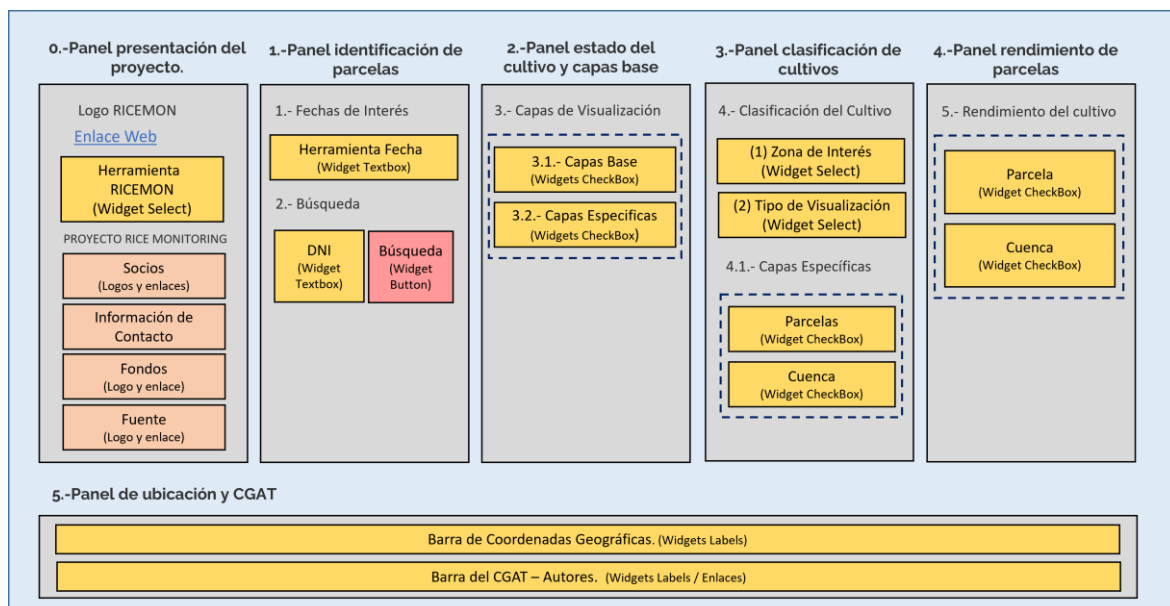 0.-Panel presentación del
proyecto.
Logo RICEMON
Enlace Web
Herramienta
RICEMON
(Widget Select)
PROYECTO RICE MONITORING
Socios
(Logos y enlaces)
Información de
Contacto
Fondos
(Logo y enlace)
Fuente
(Logo y enlace)
1.-Panel identificación de
parcelas
1.- Fechas de Interés
Herramienta Fecha
(Widget Textbox)
2.- Búsqueda
DNI
(Widget
Textbox)
Búsqueda
(Widget
Button)
2.-Panel estado del
cultivo y capas base
3.- Capas de Visualización
3.1.- Capas Base
(Widgets CheckBox)
3.2.- Capas Especificas
(Widgets CheckBox)
3.-Panel clasificación de
cultivos
4.- Clasificación del Cultivo
(1) Zona de Interés
(Widget Select)
(2) Tipo de Visualización
(Widget Select)
4.1.- Capas Específicas
Parcelas
(Widget CheckBox)
Cuenca
(Widget CheckBox)
4.-Panel rendimiento de
parcelas
5.- Rendimiento del cultivo
Parcela
(Widget CheckBox)
Cuenca
(Widget CheckBox)
5.-Panel de ubicación y CGAT
Barra de Coordenadas Geográficas. (Widgets Labels)
Barra del CGAT – Autores. (Widgets Labels / Enlaces)